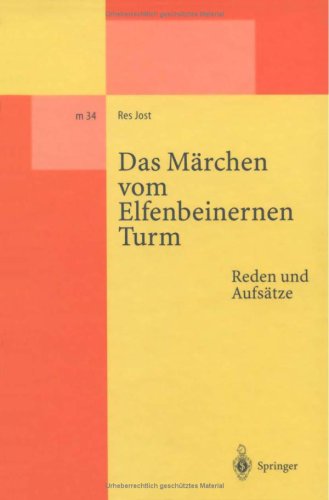 Urheberrechtlich geschütztes Material
m 34
Res Jost
Das Märchen
vom
Elfenbeinernen
Turm
Reden und
Aufsätze
Springer
Urheberrechtlich geschütztes Material